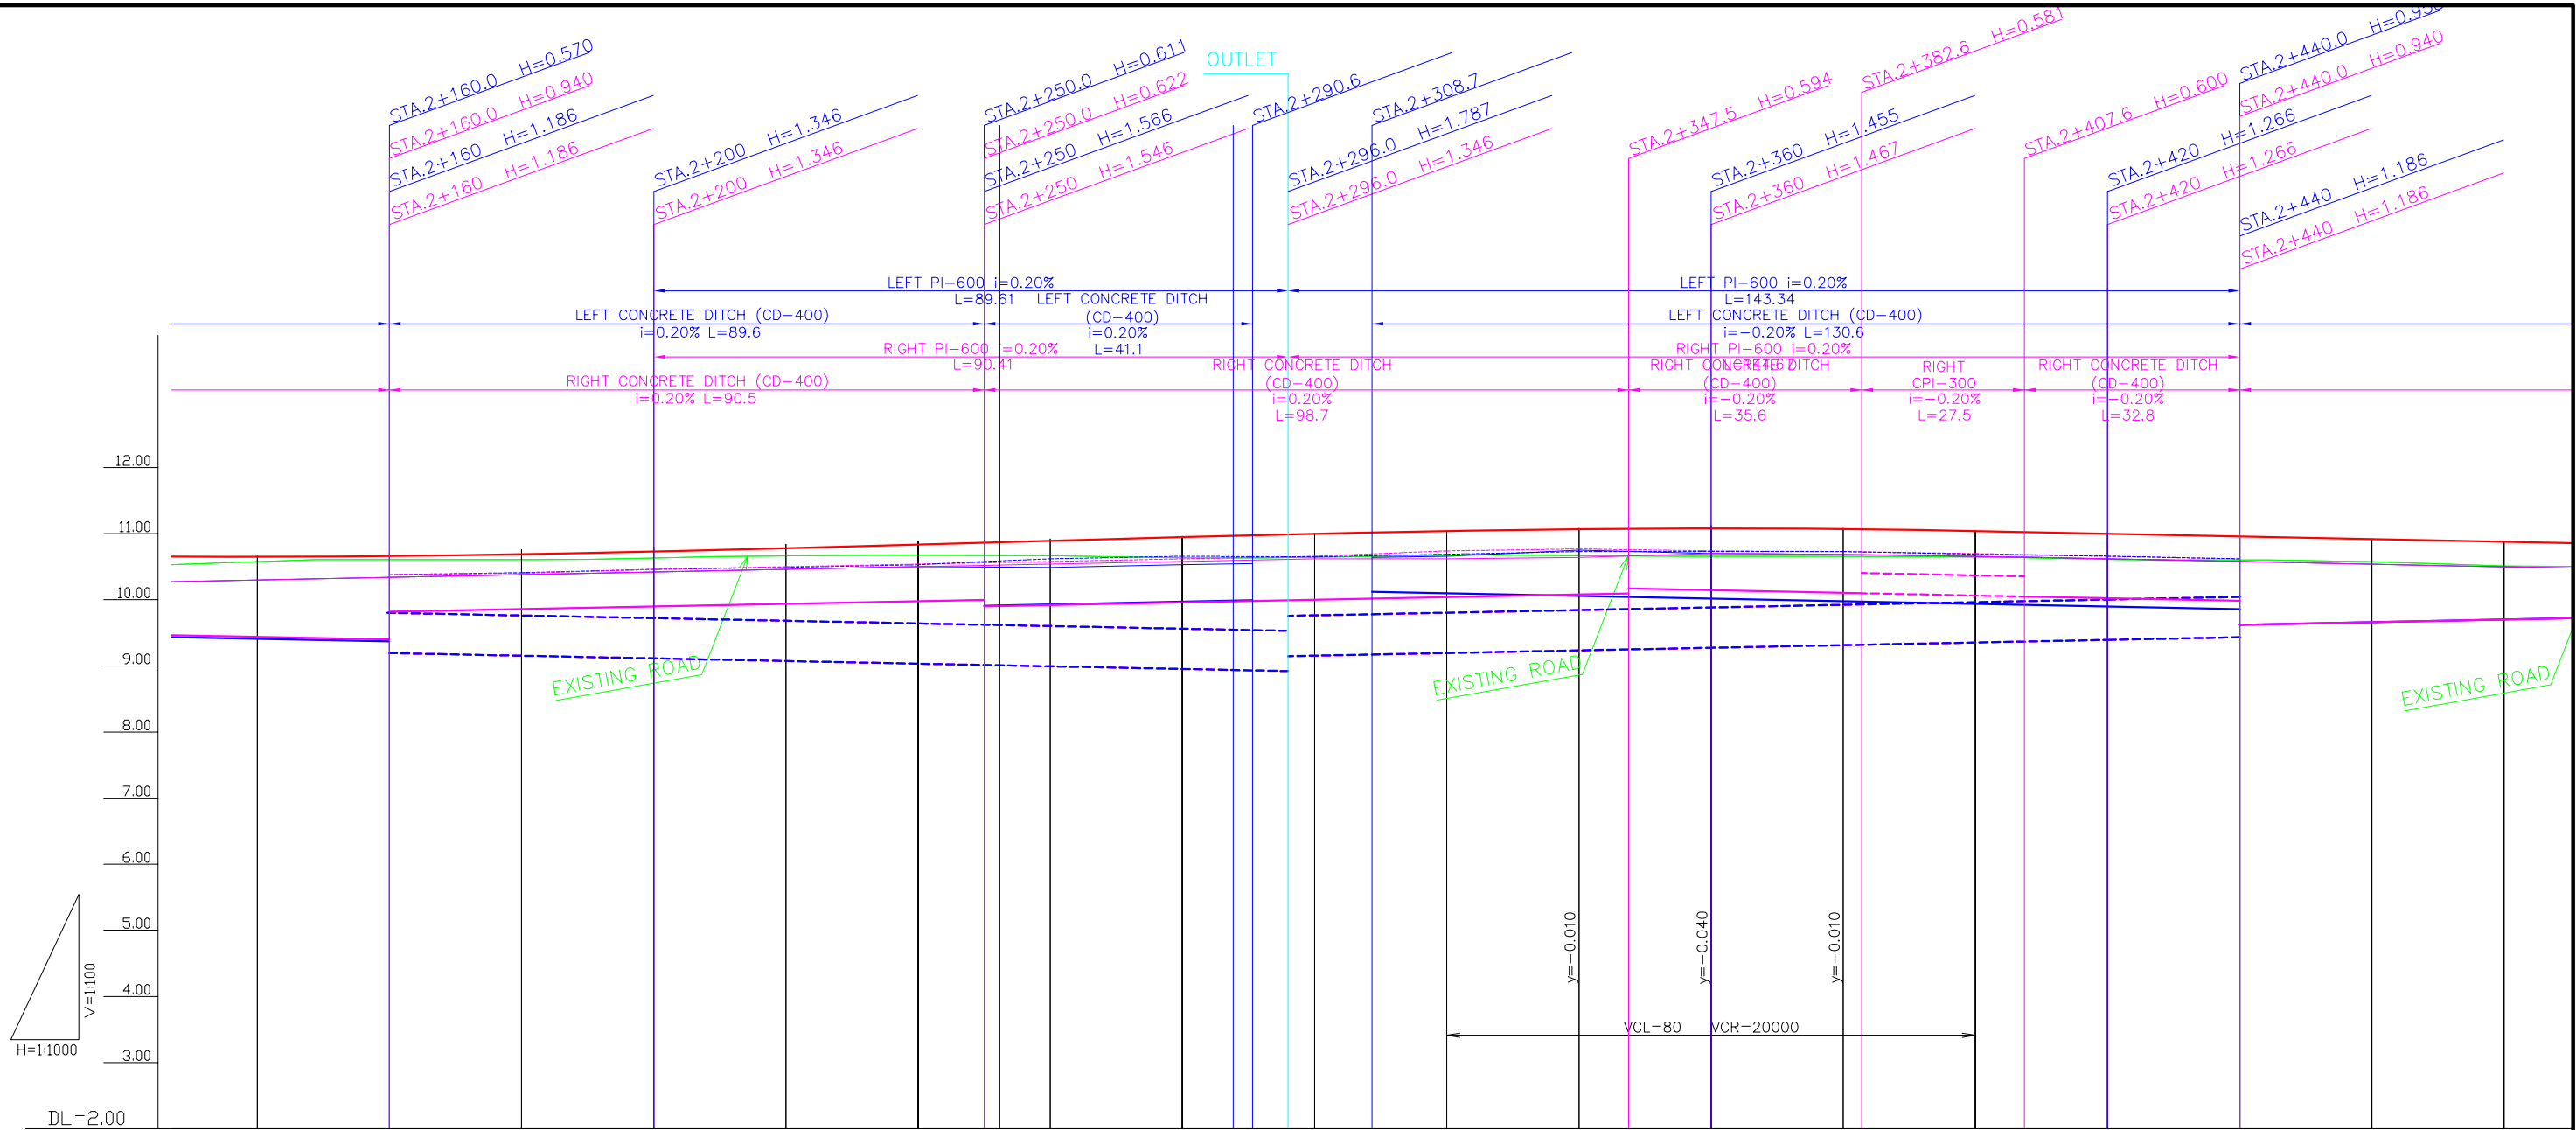 STA.2+160.0 H=0.570
STA.2+160.0 H=0.940
STA.2+160 H=1.186
STA.2+160 H=1.186
STA.2+200 H=1.346
STA.2+200 H=1.346
STA.2+250.0 H=0.611
STA.2+250.0 H=0.622
STA.2+250 H=1.566
STA.2+250 H=1.546
OUTLET
STA.2+290.6
STA.2+296.0 H=1.787
STA.2+296.0 H=1.346
STA.2+308.7
STA.2+347.5 H=0.594
STA.2+360 H=1.455
STA.2+360 H=1.467
STA.2+382.6 H=0.581
STA.2+407.6 H=0.600
STA.2+420 H=1.266
STA.2+420 H=1.266
STA.2+440.0
STA.2+440.0 H=0.940
STA.2+440 H=1.186
STA.2+440 H=1.186
LEFT PI-600 i=0.20%
L=89.61
LEFT PI-600 i=0.20%
L=143.34
LEFT CONCRETE DITCH (CD-400)
i=0.20% L=89.6
LEFT CONCRETE DITCH
(CD-400)
i=0.20%
L=41.1
LEFT CONCRETE DITCH (CD-400)
i=-0.20% L=130.6
RIGHT PI-600 i=0.20%
L=90.41
RIGHT PI-600 i=0.20%
L=144.67
RIGHT CONCRETE DITCH (CD-400)
i=0.20% L=90.5
RIGHT CONCRETE DITCH
(CD-400)
i=0.20%
L=98.7
RIGHT CONCRETE DITCH
(CD-400)
i=-0.20%
L=35.6
RIGHT
CPI-300
i=-0.20%
L=27.5
RIGHT CONCRETE DITCH
(CD-400)
i=-0.20%
L=32.8
12.00
11.00
10.00
9.00
8.00
7.00
6.00
5.00
4.00
3.00
DL=2.00
EXISTING ROAD
EXISTING ROAD
EXISTING ROAD
V=1:100
H=1:1000
y=-0.010
y=-0.040
y=-0.010
VCL=80 VCR=20000